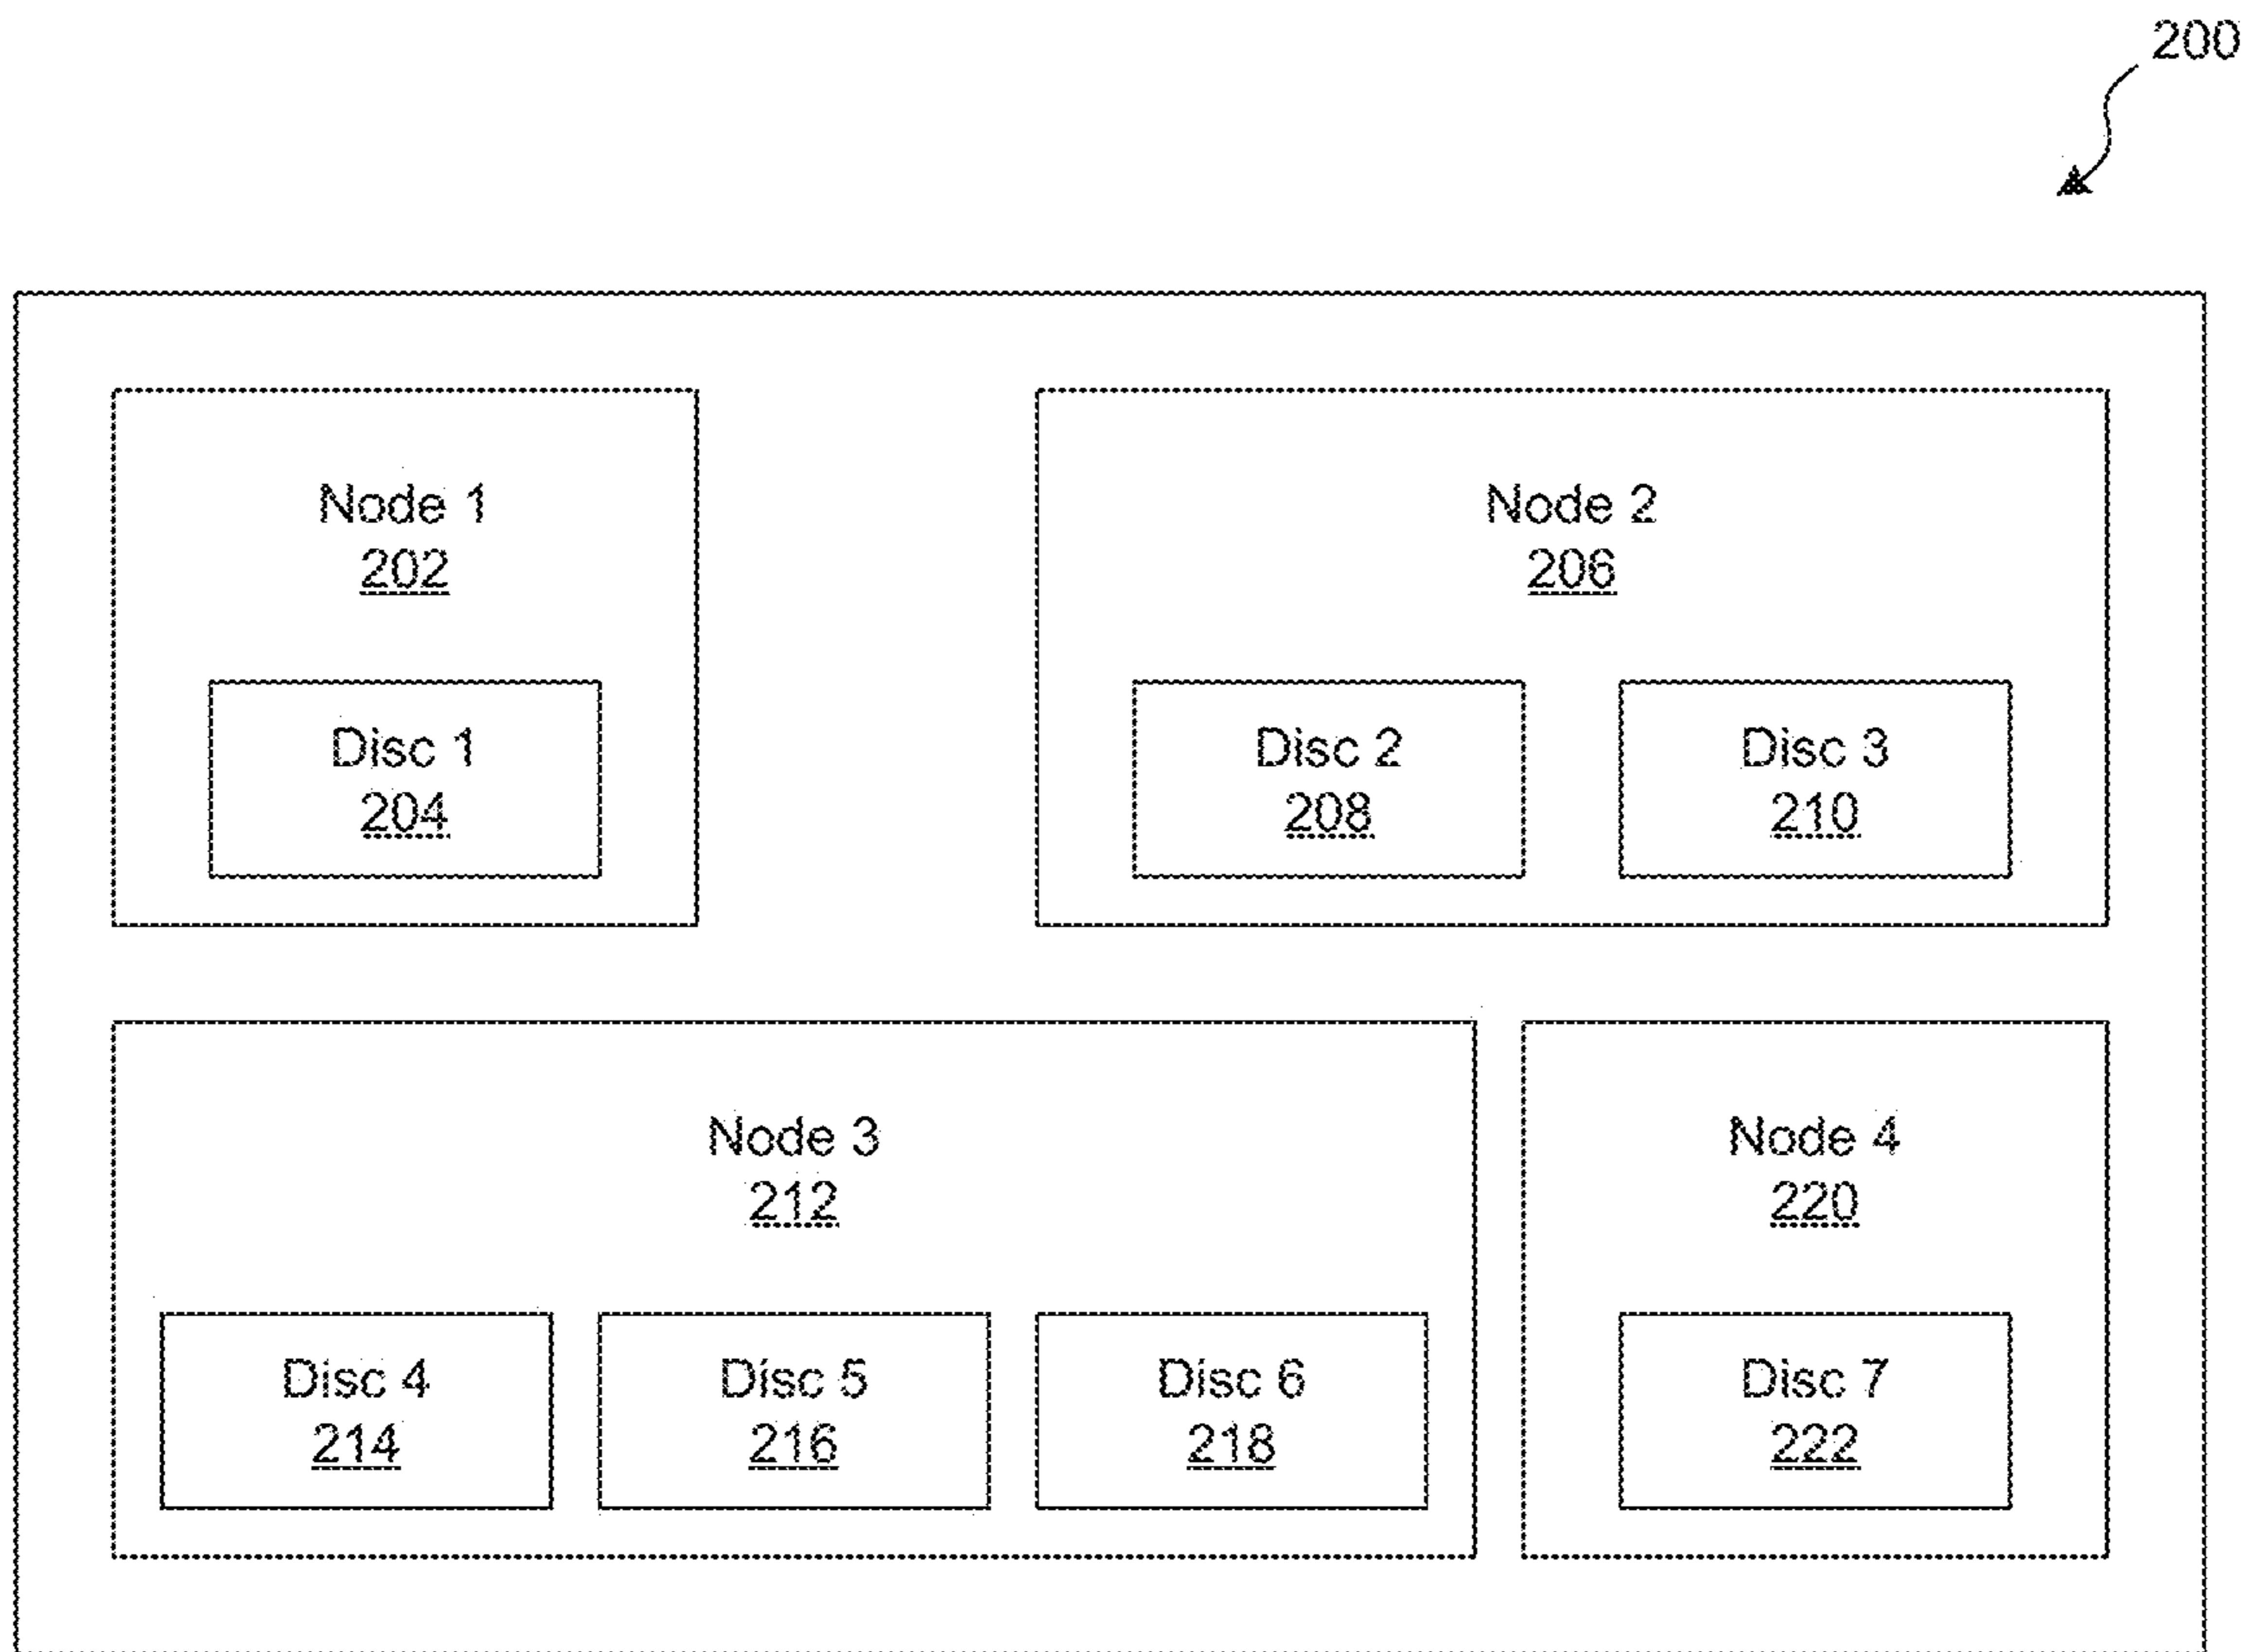 200
Node 1
202
Node 2
206
Disc 1
204
Disc 2
208
Disc 3
210
Node 3
212
Node 4
220
Disc 4
214
Disc 5
216
Disc 6
218
Disc 7
222